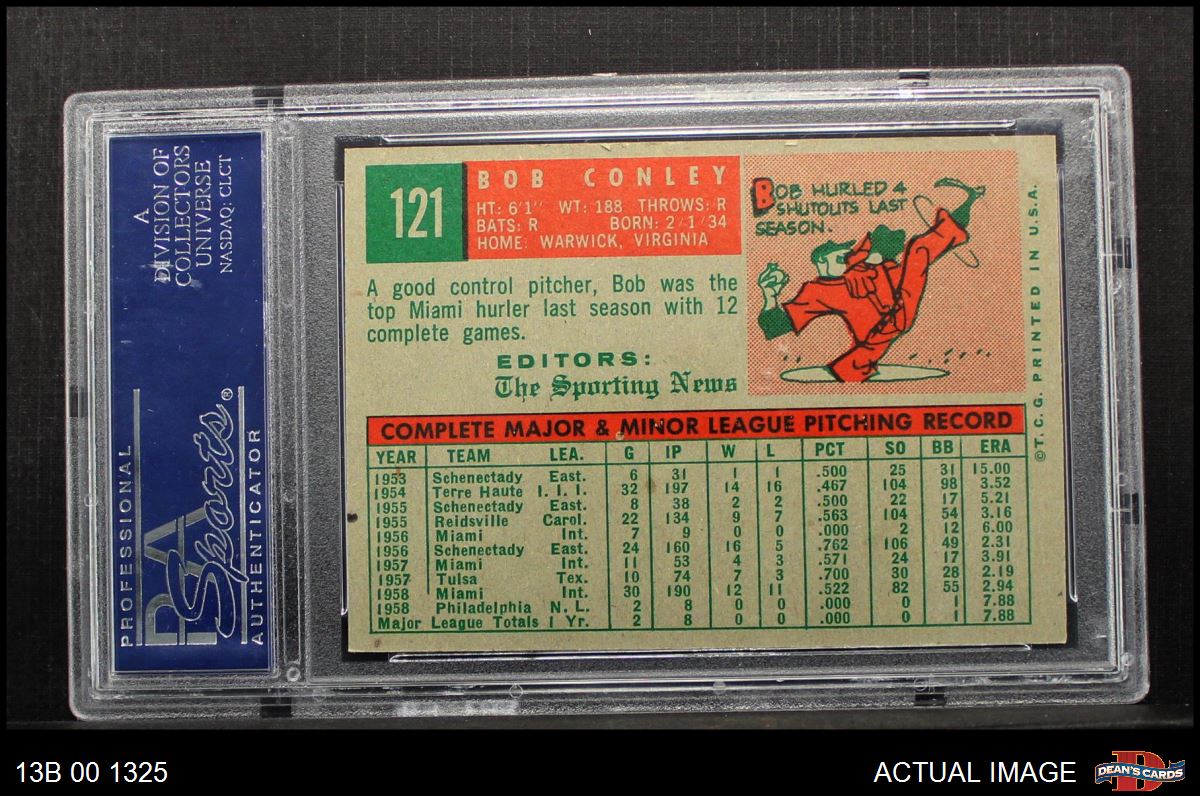 A
DIVISION OF
COLLECTORS
UNIVERSE
NASDAQ: CLCT
PROFESSIONAL
PSA
Sports®
AUTHENTICATOR
121
BOB CONLEY
HT: 6'1" WT: 188 THROWS: R
BATS: R BORN: 2/1/34
HOME: WARWICK, VIRGINIA
A good control pitcher, Bob was the
top Miami hurler last season with 12
complete games.
EDITORS:
The Sporting News
BOB HURLED 4
SHUTOUTS LAST
SEASON.
COMPLETE MAJOR & MINOR LEAGUE PITCHING RECORD
YEAR TEAM LEA. G IP W L PCT SO BB ERA
1953 Schenectady East. 6 31 1 1 .500 25 31 15.00
1954 Terre Haute I. I. I. 32 197 14 16 .467 104 98 3.52
1955 Schenectady East. 8 38 2 2 .500 22 17 5.21
1955 Reidsville Carol. 22 134 9 7 .563 104 54 3.16
1956 Miami Int. 7 9 0 0 .000 2 12 6.00
1956 Schenectady East. 24 160 16 5 .762 106 49 2.31
1957 Miami Int. 11 53 4 3 .571 24 17 3.91
1957 Tulsa Tex. 10 74 7 3 .700 30 28 2.19
1958 Miami Int. 30 190 12 11 .522 82 55 2.94
1958 Philadelphia N. L. 2 8 0 0 .000 0 1 7.88
Major League Totals 1 Yr. 2 8 0 0 .000 0 1 7.88
©T. C. G. PRINTED IN U.S.A.
13B 00 1325
ACTUAL IMAGE
D
DEAN'S CARDS